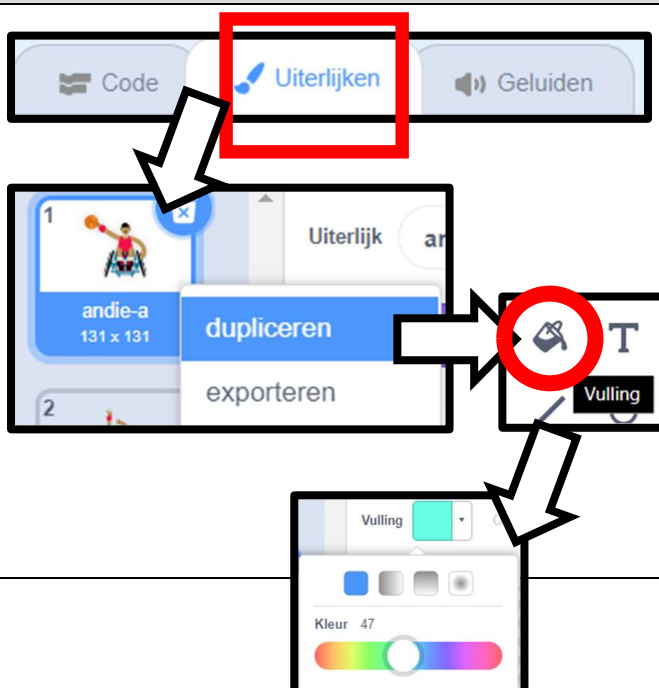 Code
Uiterlijken
Geluiden
1
Uiterlijk
andie-a
131 x 131
dupliceren
exporteren
2
T
Vulling
Vulling
Kleur 47